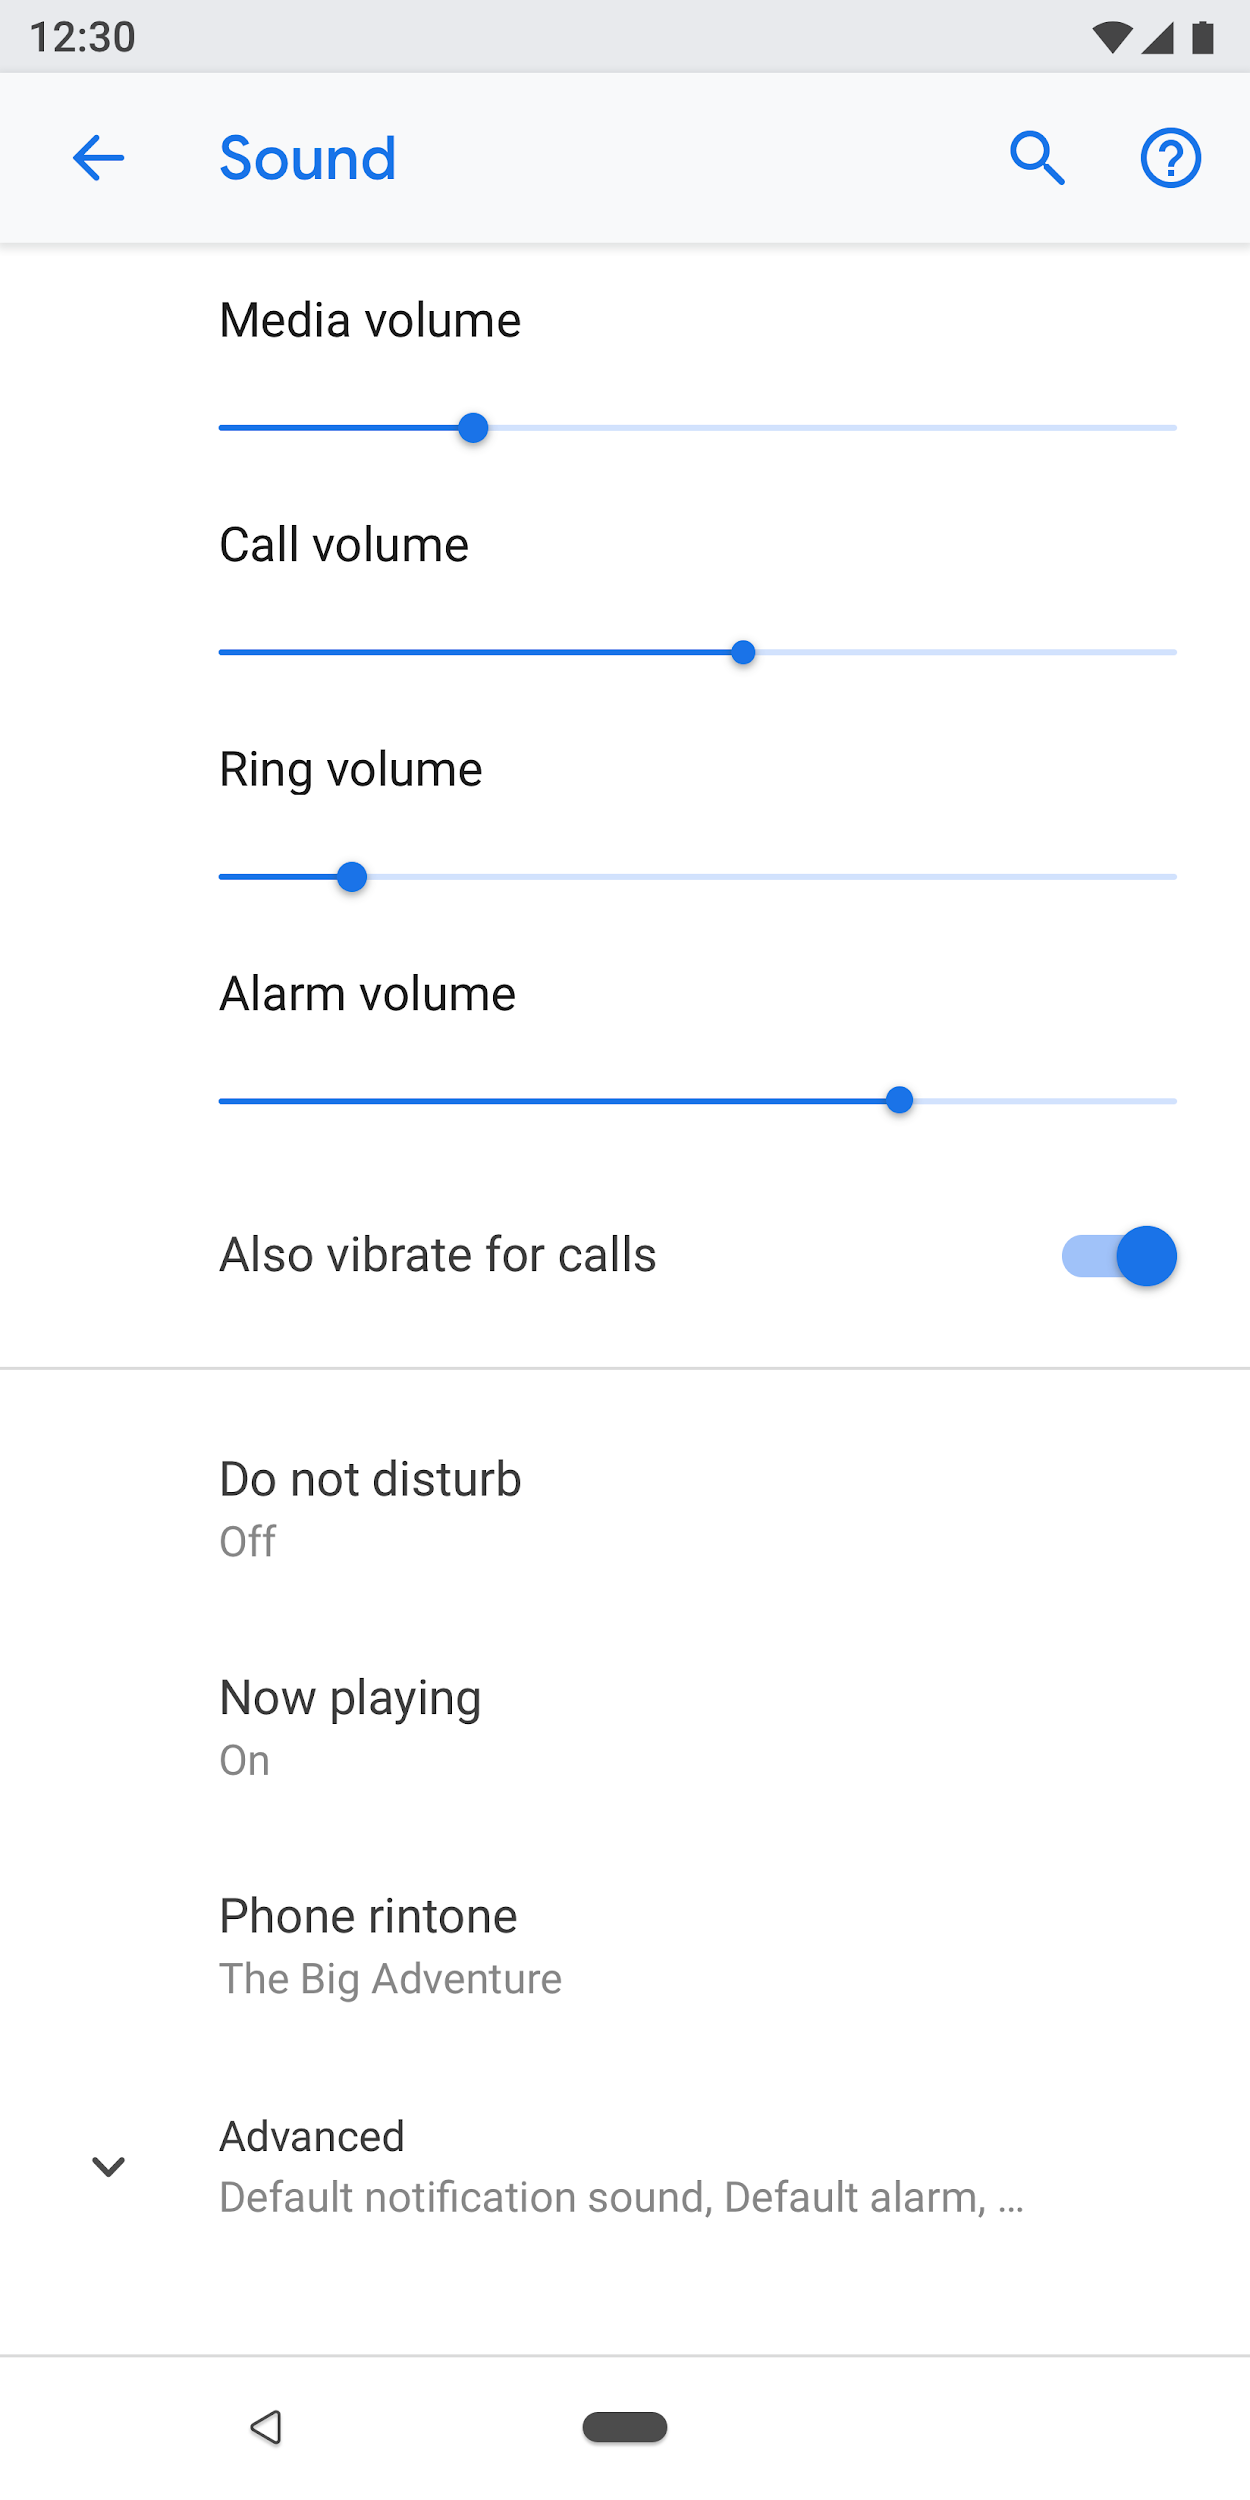 12:30
Sound
Media volume
Call volume
Ring volume
Alarm volume
Also vibrate for calls
Do not disturb
Off
Now playing
On
Phone rintone
The Big Adventure
Advanced
Default notification sound, Default alarm, ...